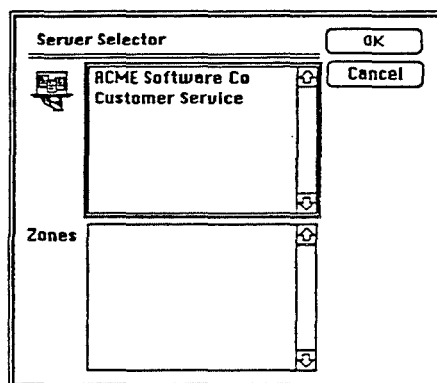 Server Selector
OK
Cancel
ACME Software Co
Customer Service
Zones